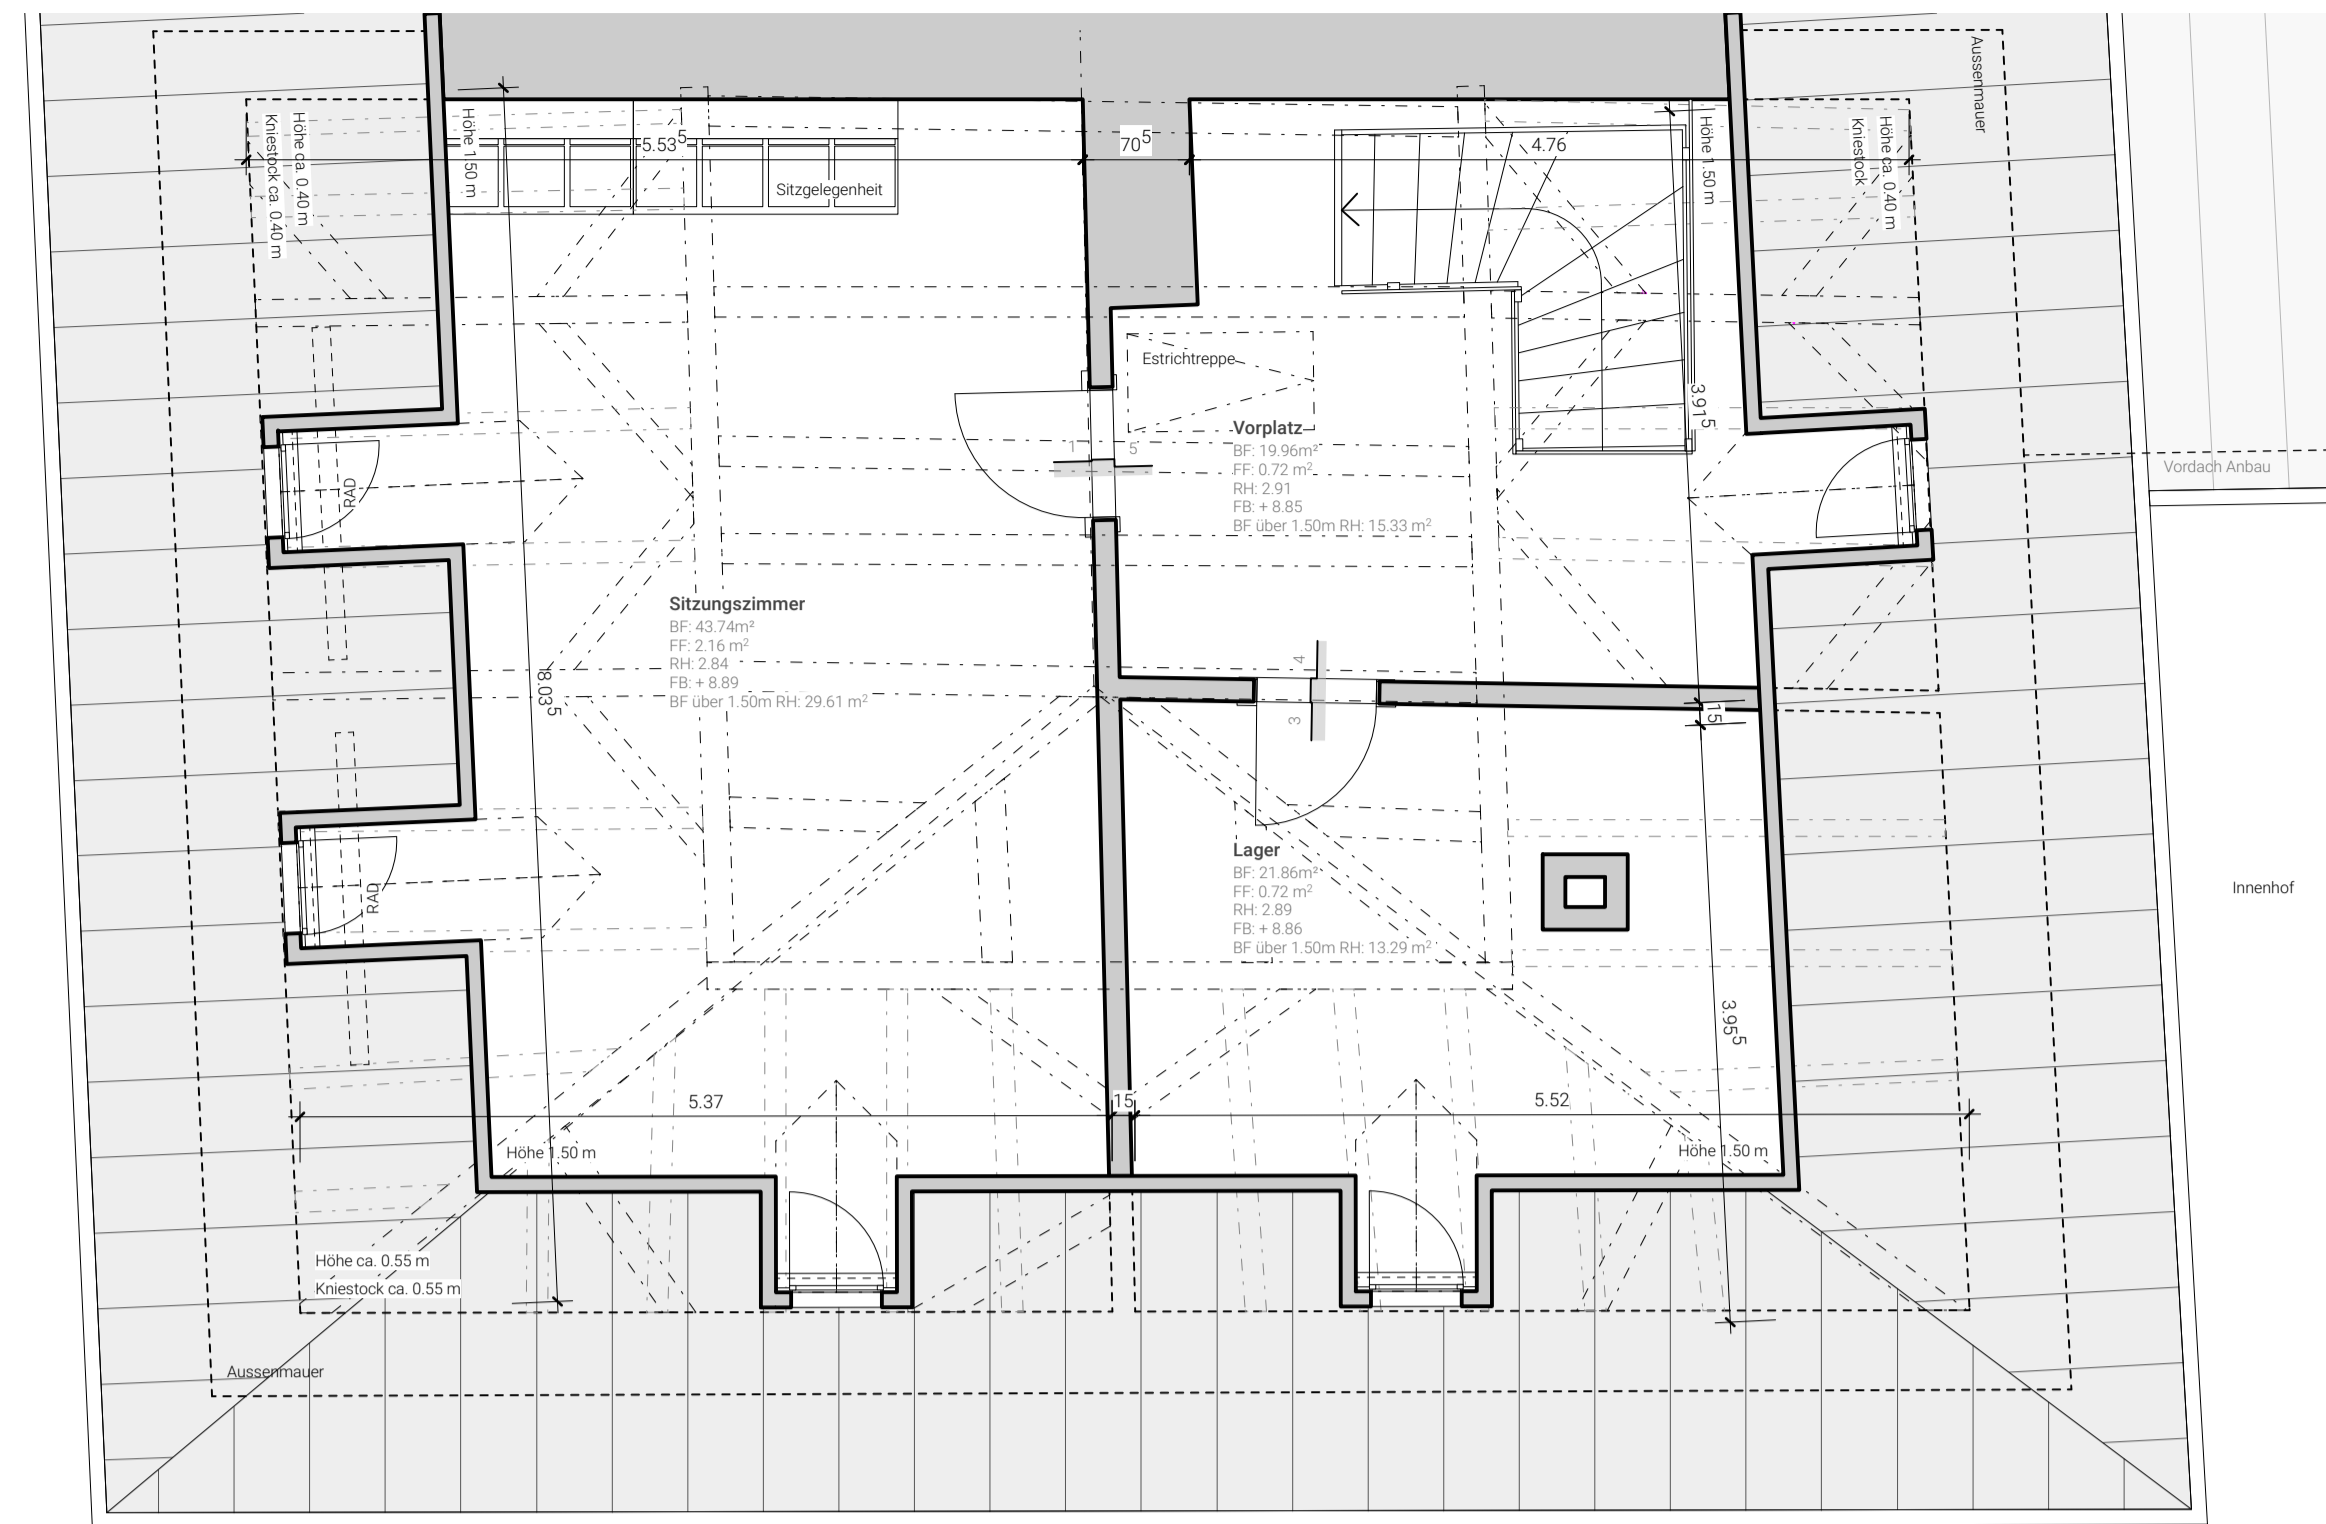 Aussenmauer
Höhe ca. 0.40 m
Kniestock ca. 0.40 m
Höhe 1.50 m
5.53⁵
70⁵
4.76
Höhe 1.50 m
Höhe ca. 0.40 m
Kniestock
Sitzgelegenheit
Estrichtreppe
3.91⁵
1
5
Vorplatz
BF: 19.96m²
FF: 0.72 m²
RH: 2.91
FB: + 8.85
BF über 1.50m RH: 15.33 m²
Vordach Anbau
RAD
Sitzungszimmer
BF: 43.74m²
FF: 2.16 m²
RH: 2.84
FB: + 8.89
BF über 1.50m RH: 29.61 m²
8.03⁵
4
3
15
Lager
BF: 21.86m²
FF: 0.72 m²
RH: 2.89
FB: + 8.86
BF über 1.50m RH: 13.29 m²
RAD
Innenhof
3.95⁵
5.37
15
5.52
Höhe 1.50 m
Höhe 1.50 m
Höhe ca. 0.55 m
Kniestock ca. 0.55 m
Aussenmauer